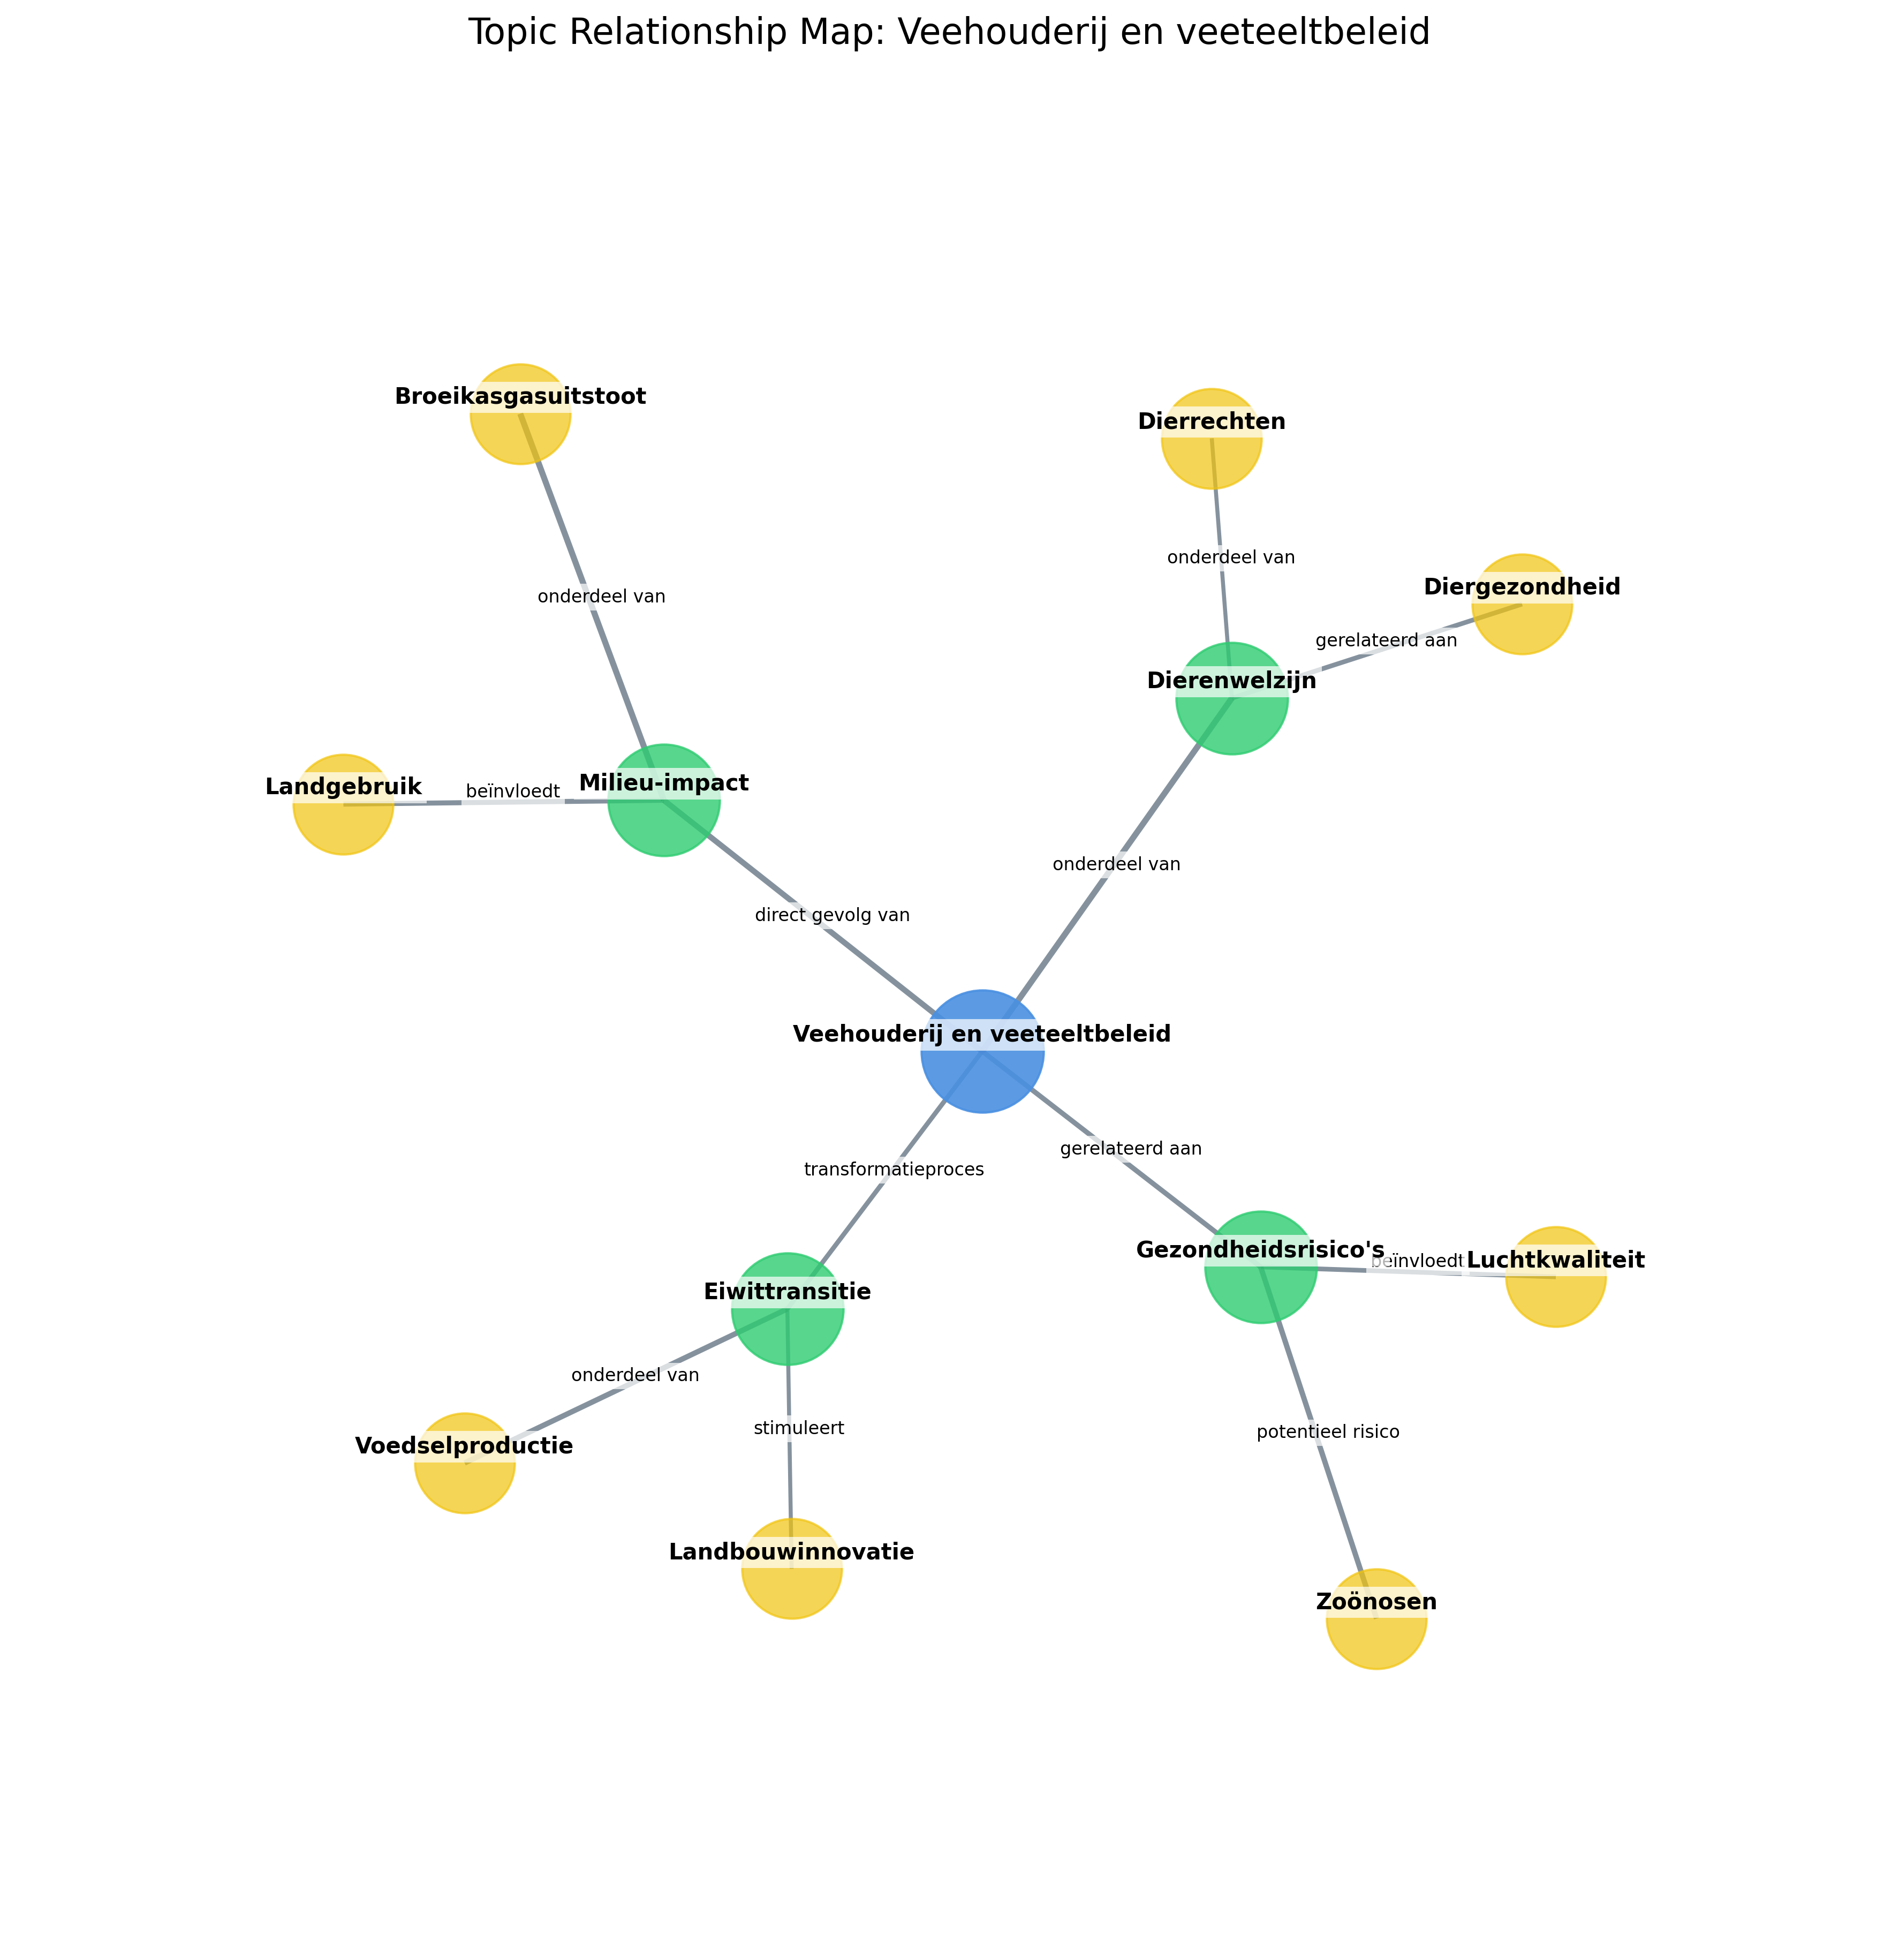 Topic Relationship Map: Veehouderij en veeteeltbeleid
Broeikasgasuitstoot
Dierrechten
onderdeel van
Diergezondheid
onderdeel van
gerelateerd aan
Dierenwelzijn
Milieu-impact
Landgebruik
beïnvloedt
onderdeel van
direct gevolg van
Veehouderij en veeteeltbeleid
gerelateerd aan
transformatieproces
Gezondheidsrisico's
beïnvloedt
Luchtkwaliteit
Eiwittransitie
onderdeel van
stimuleert
potentieel risico
Voedselproductie
Landbouwinnovatie
Zoönosen